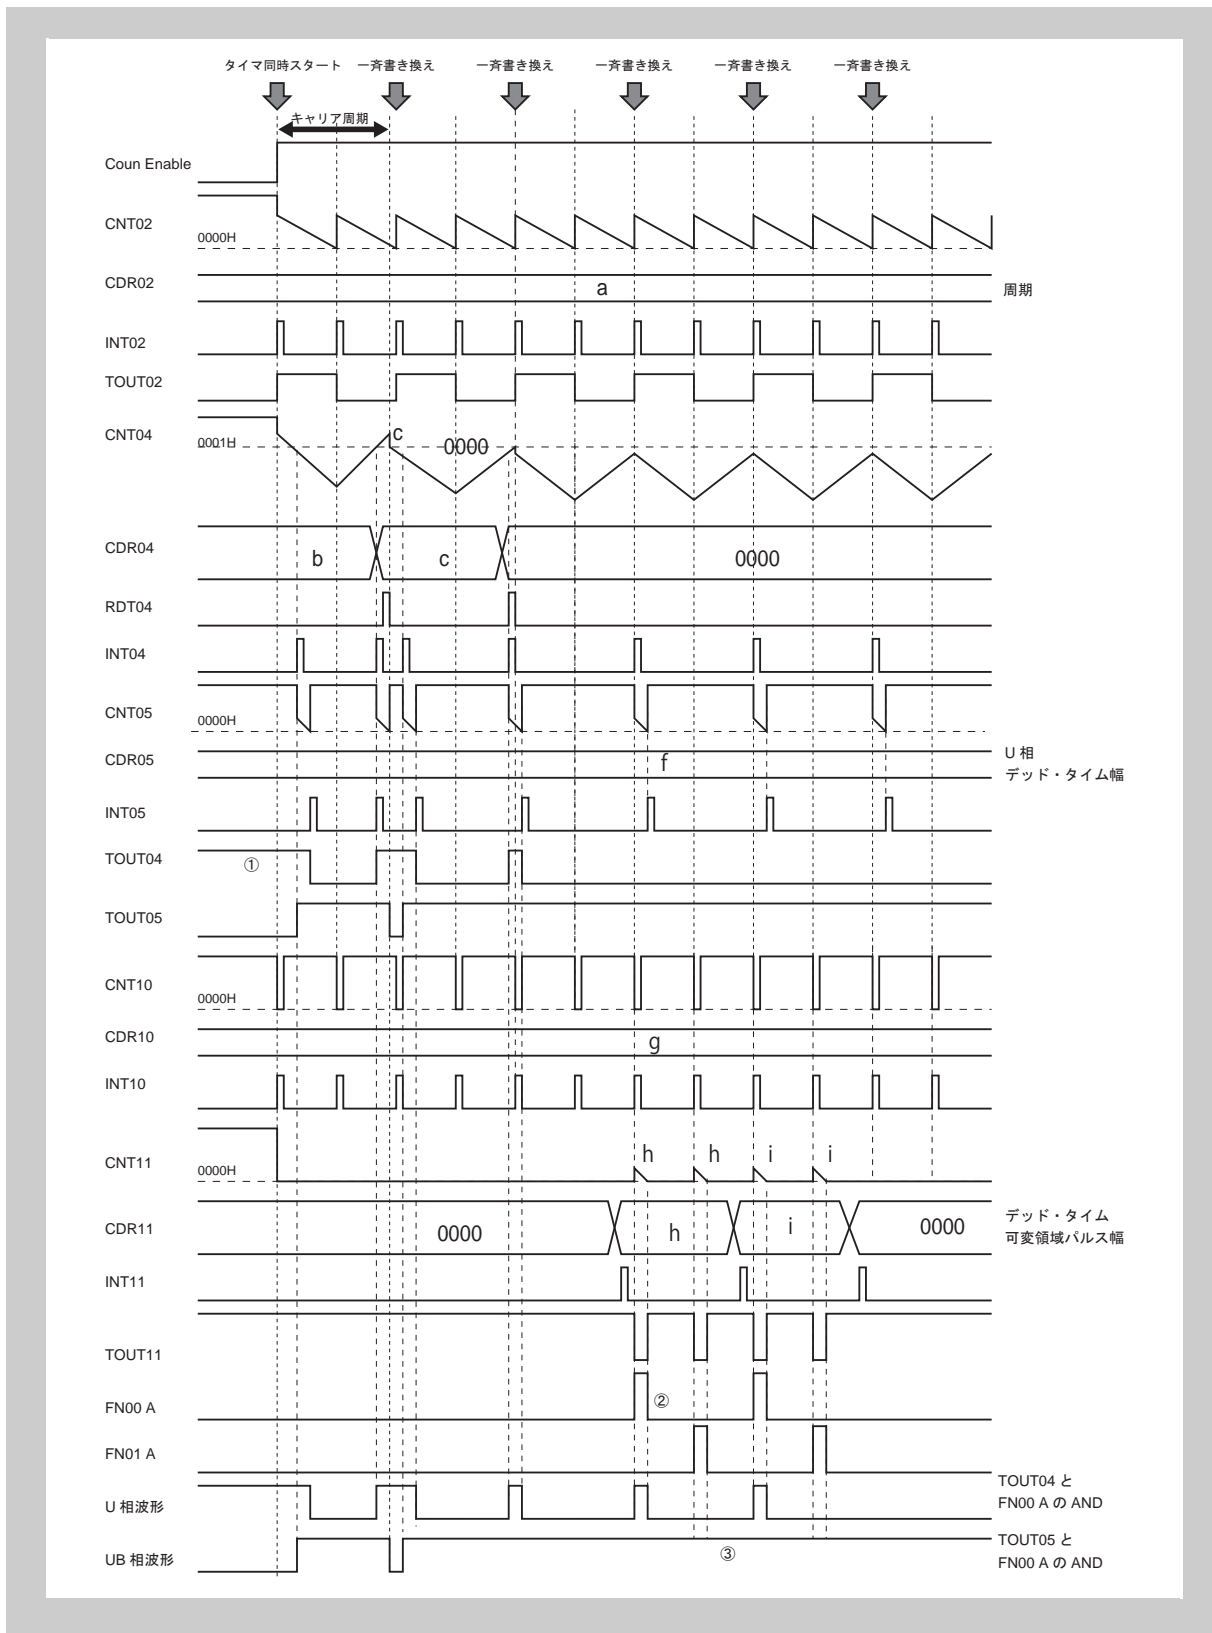 タイマ同時スタート 一斉書き換え 一斉書き換え 一斉書き換え 一斉書き換え 一斉書き換え
キャリア周期
Coun Enable
CNT02
0000H
CDR02
a
周期
INT02
TOUT02
CNT04
0001H
c
0000
CDR04
b
c
0000
RDT04
INT04
CNT05
0000H
CDR05
f
U 相
デッド・タイム幅
INT05
TOUT04
①
TOUT05
CNT10
0000H
CDR10
g
INT10
CNT11
0000H
h h i i
CDR11
0000
h
i
0000
デッド・タイム
可変領域パルス幅
INT11
TOUT11
FN00 A
②
FN01 A
U 相波形
TOUT04 と
FN00 A の AND
UB 相波形
③
TOUT05 と
FN00 A の AND